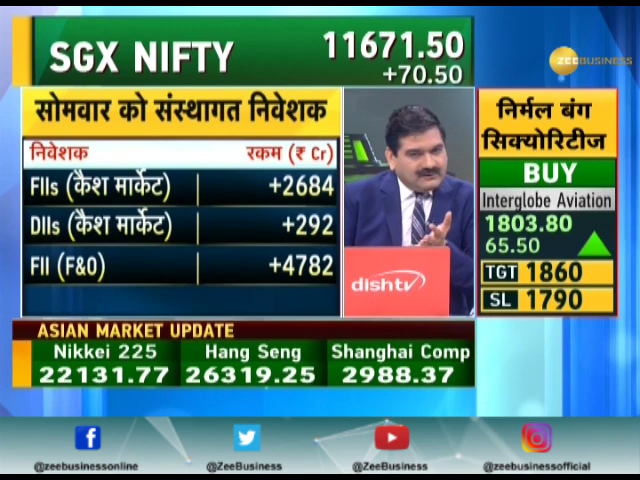 SGX NIFTY
11671.50
+70.50
ZEEBUSINESS
सोमवार को संस्थागत निवेशक
निवेशक रकम (₹ Cr)
FIIs (कैश मार्केट) +2684
DIIs (कैश मार्केट) +292
FII (F&O) +4782
dishtv
निर्मल बंग
सिक्योरिटीज
BUY
Interglobe Aviation
1803.80
65.50
TGT 1860
SL 1790
ASIAN MARKET UPDATE
Nikkei 225 Hang Seng Shanghai Comp
22131.77 26319.25 2988.37
@zeebusinessonline @ZeeBusiness @ZeeBusiness @zeebusinessofficial